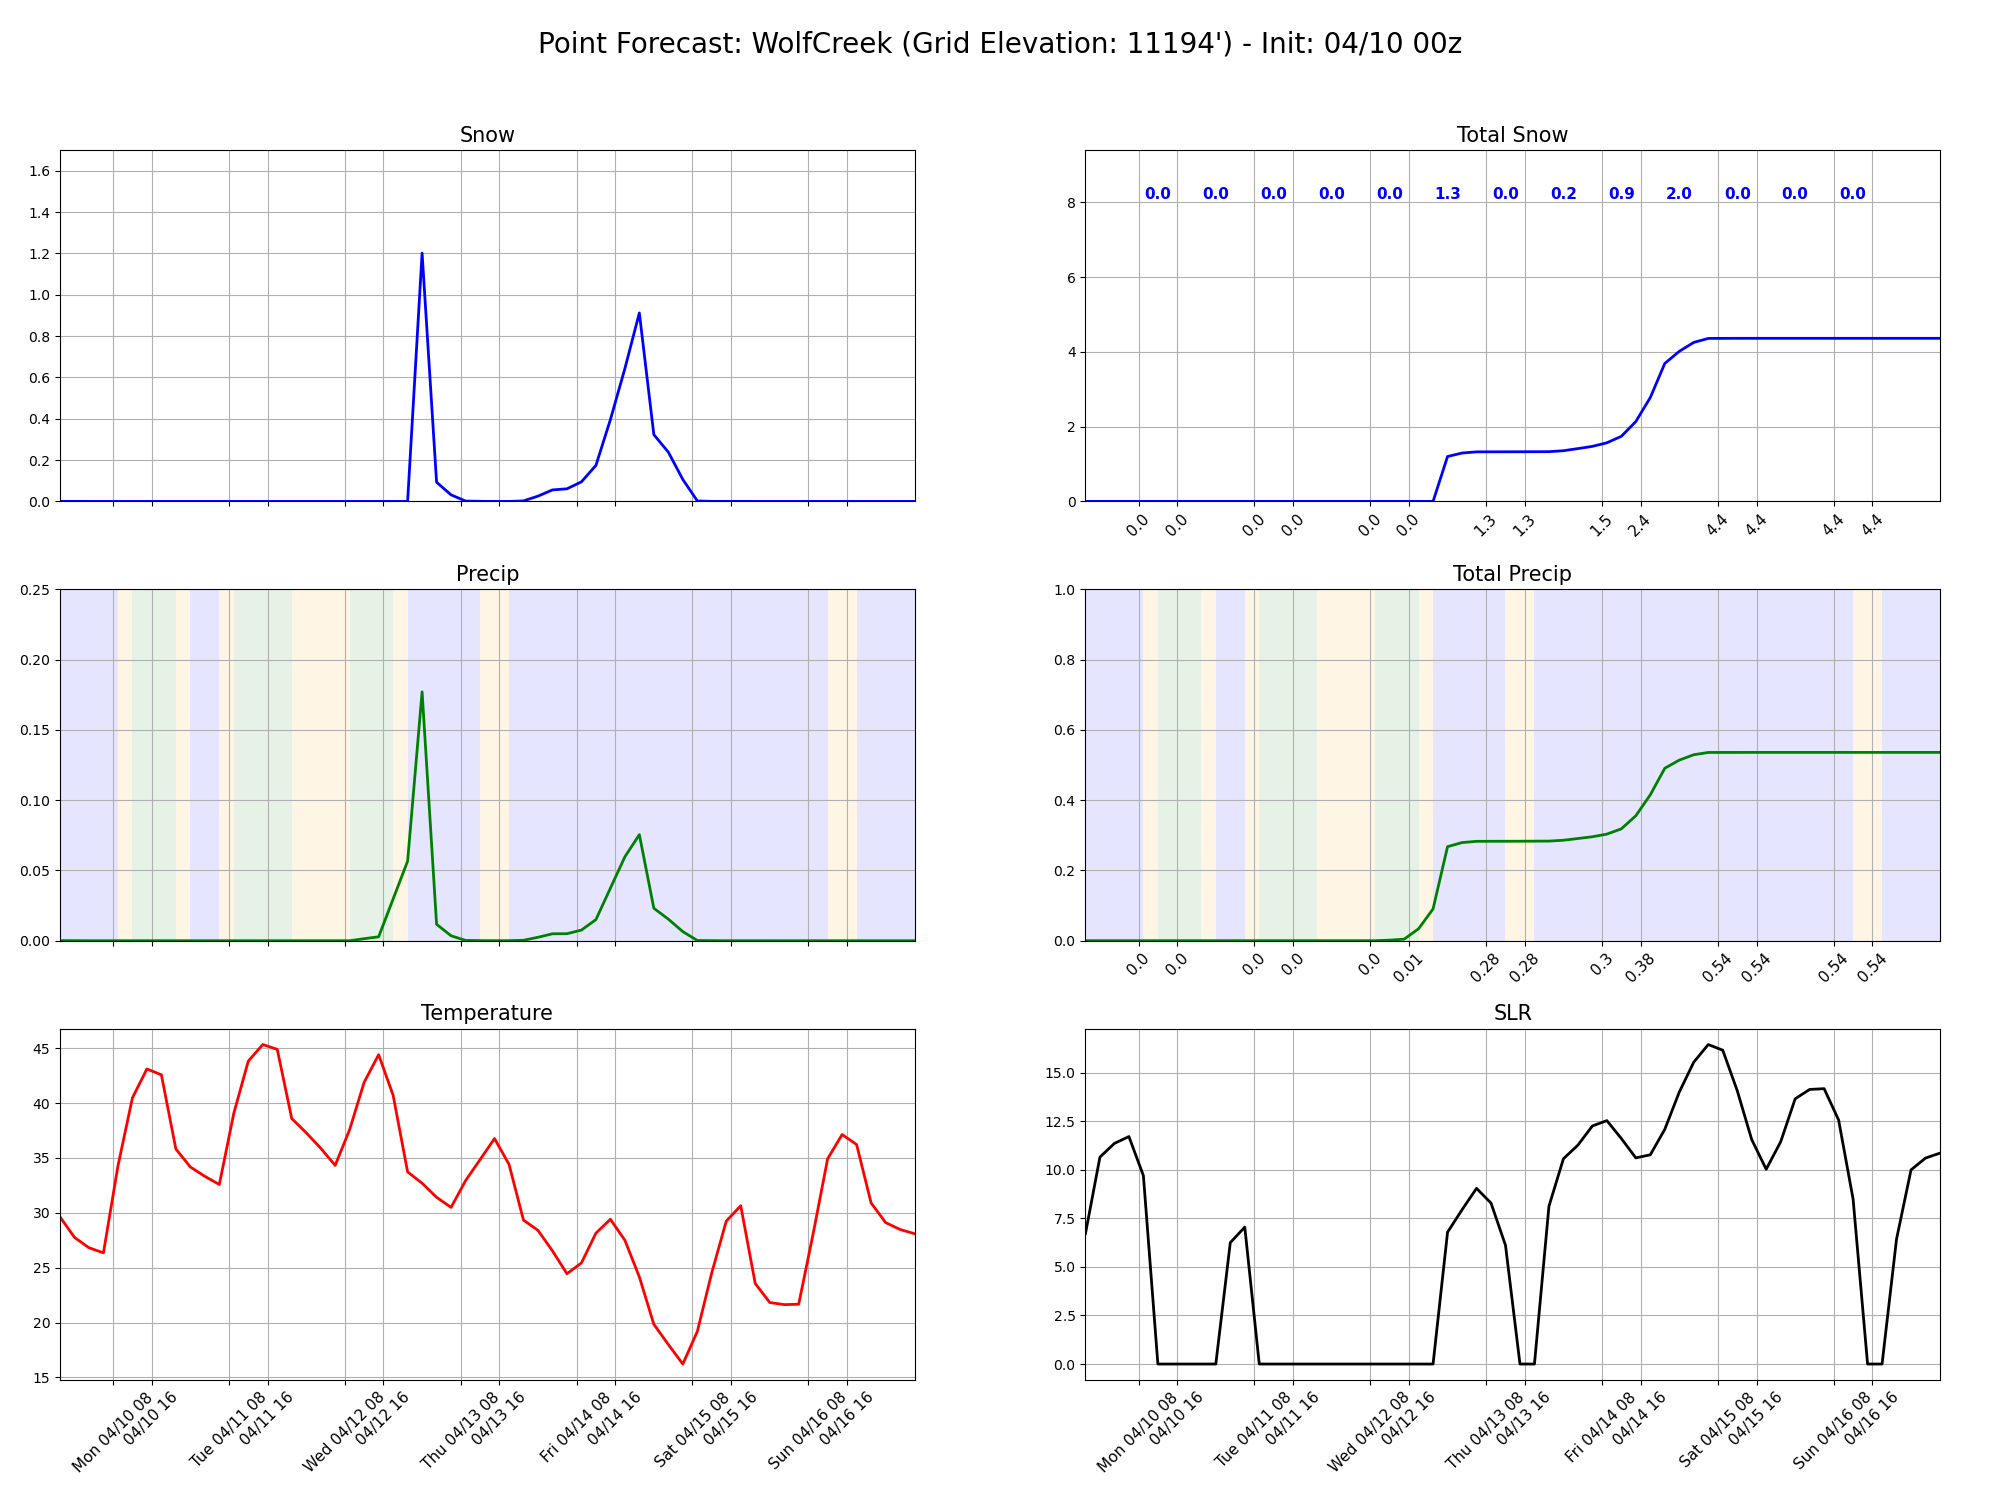 Point Forecast: WolfCreek (Grid Elevation: 11194') - Init: 04/10 00z
Snow
1.6
1.4
1.2
1.0
0.8
0.6
0.4
0.2
0.0
Total Snow
0.0 0.0 0.0 0.0 0.0 1.3 0.0 0.2 0.9 2.0 0.0 0.0 0.0
8
6
4
2
0
0.0 0.0 0.0 0.0 0.0 0.0 1.3 1.3 1.5 2.4 4.4 4.4 4.4 4.4
Precip
0.25
0.20
0.15
0.10
0.05
0.00
Total Precip
1.0
0.8
0.6
0.4
0.2
0.0
0.0 0.0 0.0 0.0 0.0 0.01 0.28 0.28 0.3 0.38 0.54 0.54 0.54 0.54
Temperature
45
40
35
30
25
20
15
Mon 04/10 08
04/10 16
Tue 04/11 08
04/11 16
Wed 04/12 08
04/12 16
Thu 04/13 08
04/13 16
Fri 04/14 08
04/14 16
Sat 04/15 08
04/15 16
Sun 04/16 08
04/16 16
SLR
15.0
12.5
10.0
7.5
5.0
2.5
0.0
Mon 04/10 08
04/10 16
Tue 04/11 08
04/11 16
Wed 04/12 08
04/12 16
Thu 04/13 08
04/13 16
Fri 04/14 08
04/14 16
Sat 04/15 08
04/15 16
Sun 04/16 08
04/16 16